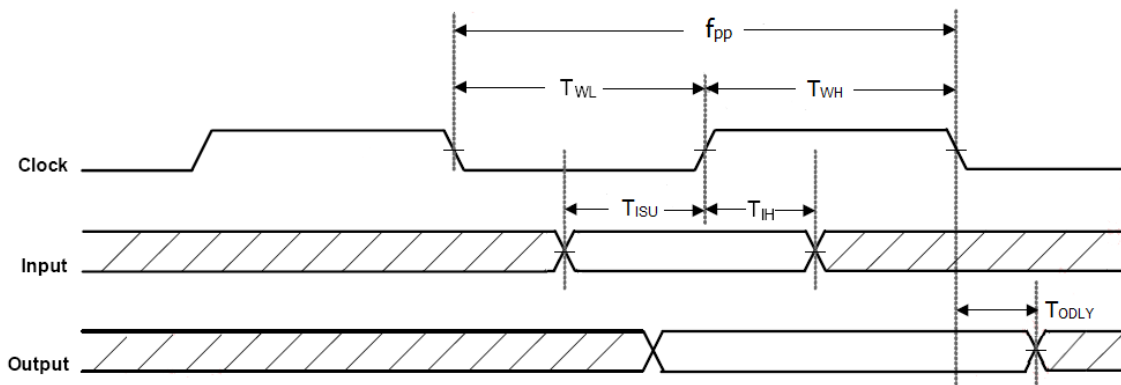 fpp
TWL
TWH
Clock
TISU
TIH
Input
TODLY
Output